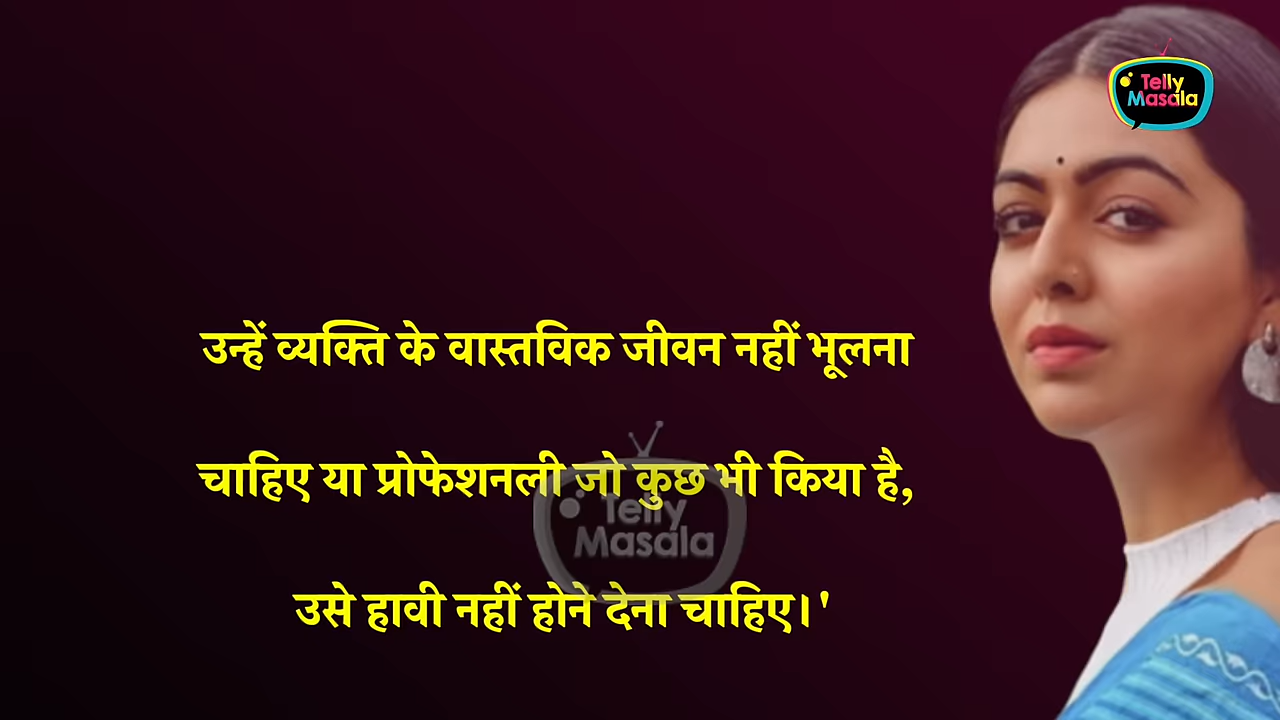 Telly
Masala
उन्हें व्यक्ति के वास्तविक जीवन नहीं भूलना
चाहिए या प्रोफेशनली जो कुछ भी किया है,
Telly
Masala
उसे हावी नहीं होने देना चाहिए।'